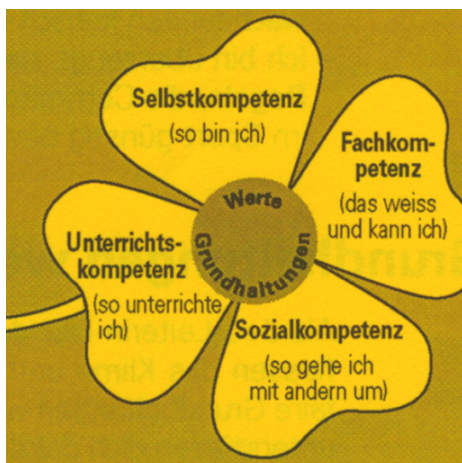 Selbstkompetenz
(so bin ich)
Fachkom-
petenz
(das weiss
und kann ich)
Werte
Grundhaltungen
Unterrichts-
kompetenz
(so unterrichte
ich)
Sozialkompetenz
(so gehe ich
mit andern um)